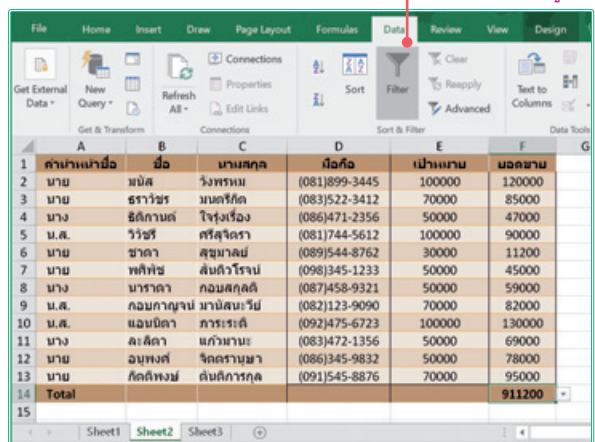 File Home Insert Draw Page Layout Formulas Data Review View Design
Get External Data
New Query
Refresh All
Connections
Properties
Edit Links
Sort
Filter
Clear
Reapply
Advanced
Text to Columns
Get & Transform Connections Sort & Filter Data Tools
A B C D E F G
1 คำนำหน้าชื่อ ชื่อ นามสกุล มือถือ เป้าหมาย ยอดขาย
2 นาย มนัส วังพรหม (081)899-3445 100000 120000
3 นาย ธราวัชร มนตรีกิต (083)522-3412 70000 85000
4 นาง ธิติกานต์ ใจรุ่งเรื่อง (086)471-2356 50000 47000
5 น.ส. วิวัชรี ศรีสุจิตรา (081)744-5612 100000 90000
6 นาย ชาดา สุขุมาลย์ (089)544-8762 30000 11200
7 นาย พศิพัช สันติวโรจน์ (098)345-1233 50000 45000
8 นาง นาราดา กอบสกุลดี (087)458-9321 50000 59000
9 น.ส. กอบกาญจน์ (082)123-9090 70000 82000
10 น.ส. แอนนิตา ภาระระติ (092)475-6723 100000 130000
11 นาง ละลิตา แก้วมานะ (083)472-1356 50000 69000
12 นาย อนุพงศ์ จิตตรานุษา (086)345-9832 50000 78000
13 นาย กิตติพงษ์ ตันติการกุล (091)545-8876 70000 95000
14 Total 911200
15
Sheet1 Sheet2 Sheet3